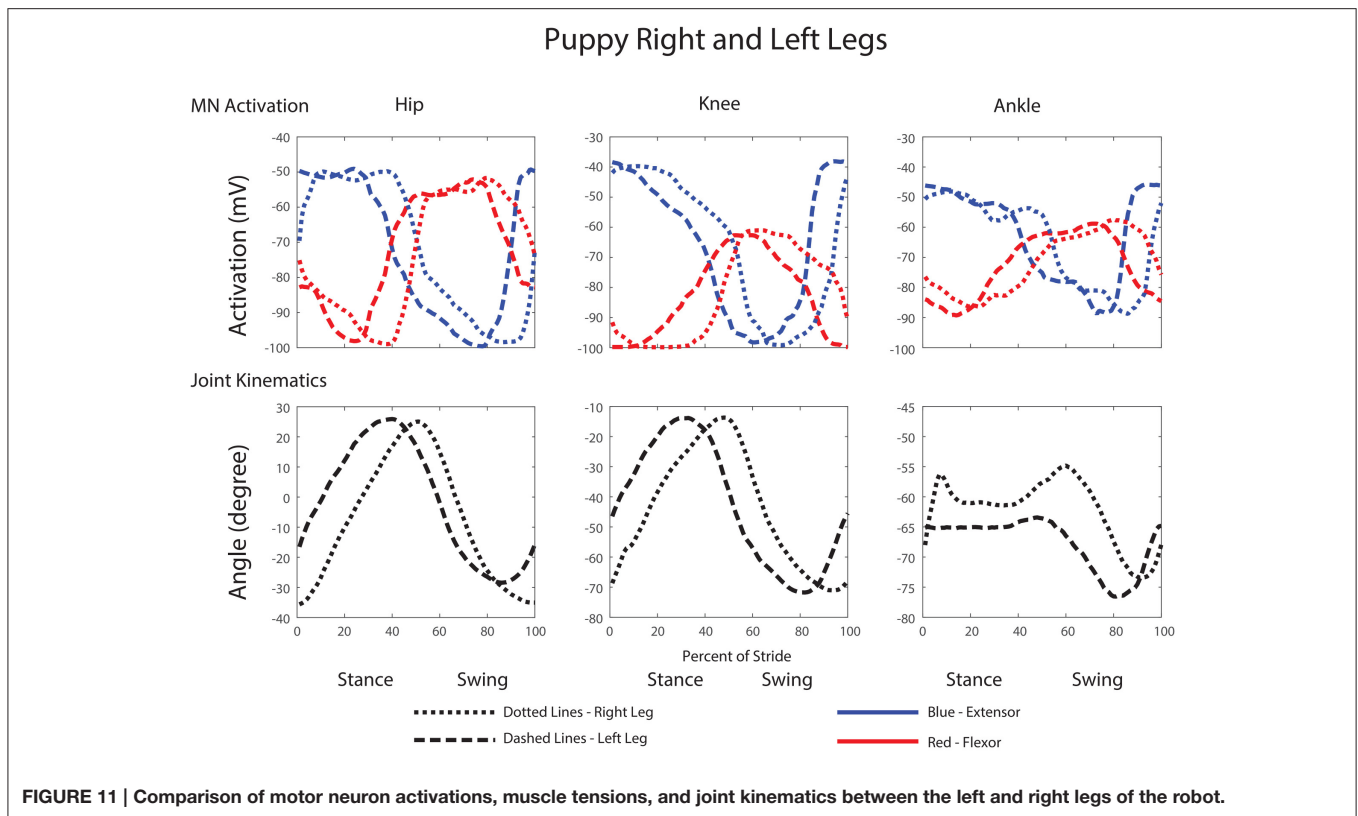 Puppy Right and Left Legs
MN Activation
Hip
Knee
Ankle
Activation (mV)
-40
-50
-60
-70
-80
-90
-100
-30
-40
-50
-60
-70
-80
-90
-100
-30
-40
-50
-60
-70
-80
-90
-100
Joint Kinematics
Angle (degree)
30
20
10
0
-10
-20
-30
-40
-10
-20
-30
-40
-50
-60
-70
-80
-45
-50
-55
-60
-65
-70
-75
-80
0 20 40 60 80 100
0 20 40 60 80 100
0 20 40 60 80 100
Percent of Stride
Stance Swing
Stance Swing
Stance Swing
Dotted Lines - Right Leg
Dashed Lines - Left Leg
Blue - Extensor
Red - Flexor
FIGURE 11 | Comparison of motor neuron activations, muscle tensions, and joint kinematics between the left and right legs of the robot.